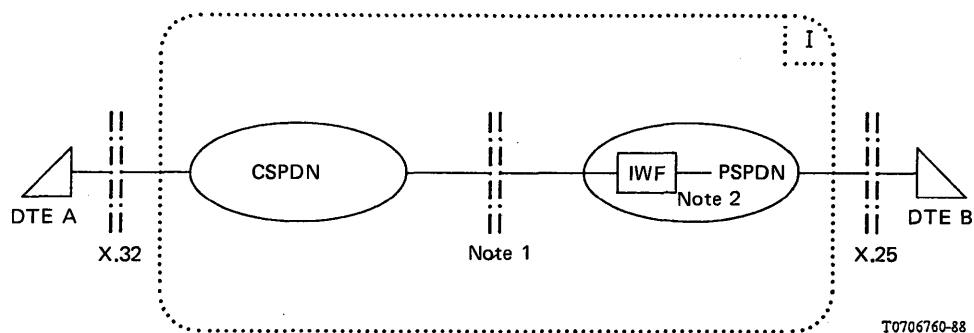 I
CSPDN
IWF
PSPDN
Note 2
DTE A
DTE B
X.32
Note 1
X.25
T0706760-88